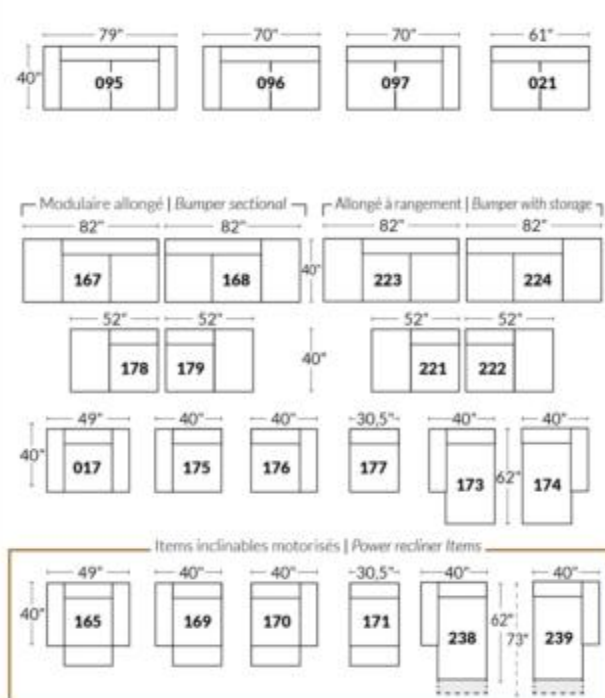 79" 70" 70" 61"
40" 095 096 097 021
Modulaire allongé | Bumper sectional Allongé à rangement | Bumper with storage
82" 82" 82" 82"
167 168 40" 223 224
52" 52" 52" 52"
178 179 40" 221 222
49" 40" 40" 30,5" 40" 40"
40" 017 175 176 177 173 62" 174
Items inclinables motorisés | Power recliner Items
49" 40" 40" 30,5" 40" 40"
40" 165 169 170 171 238 62" 73" 239